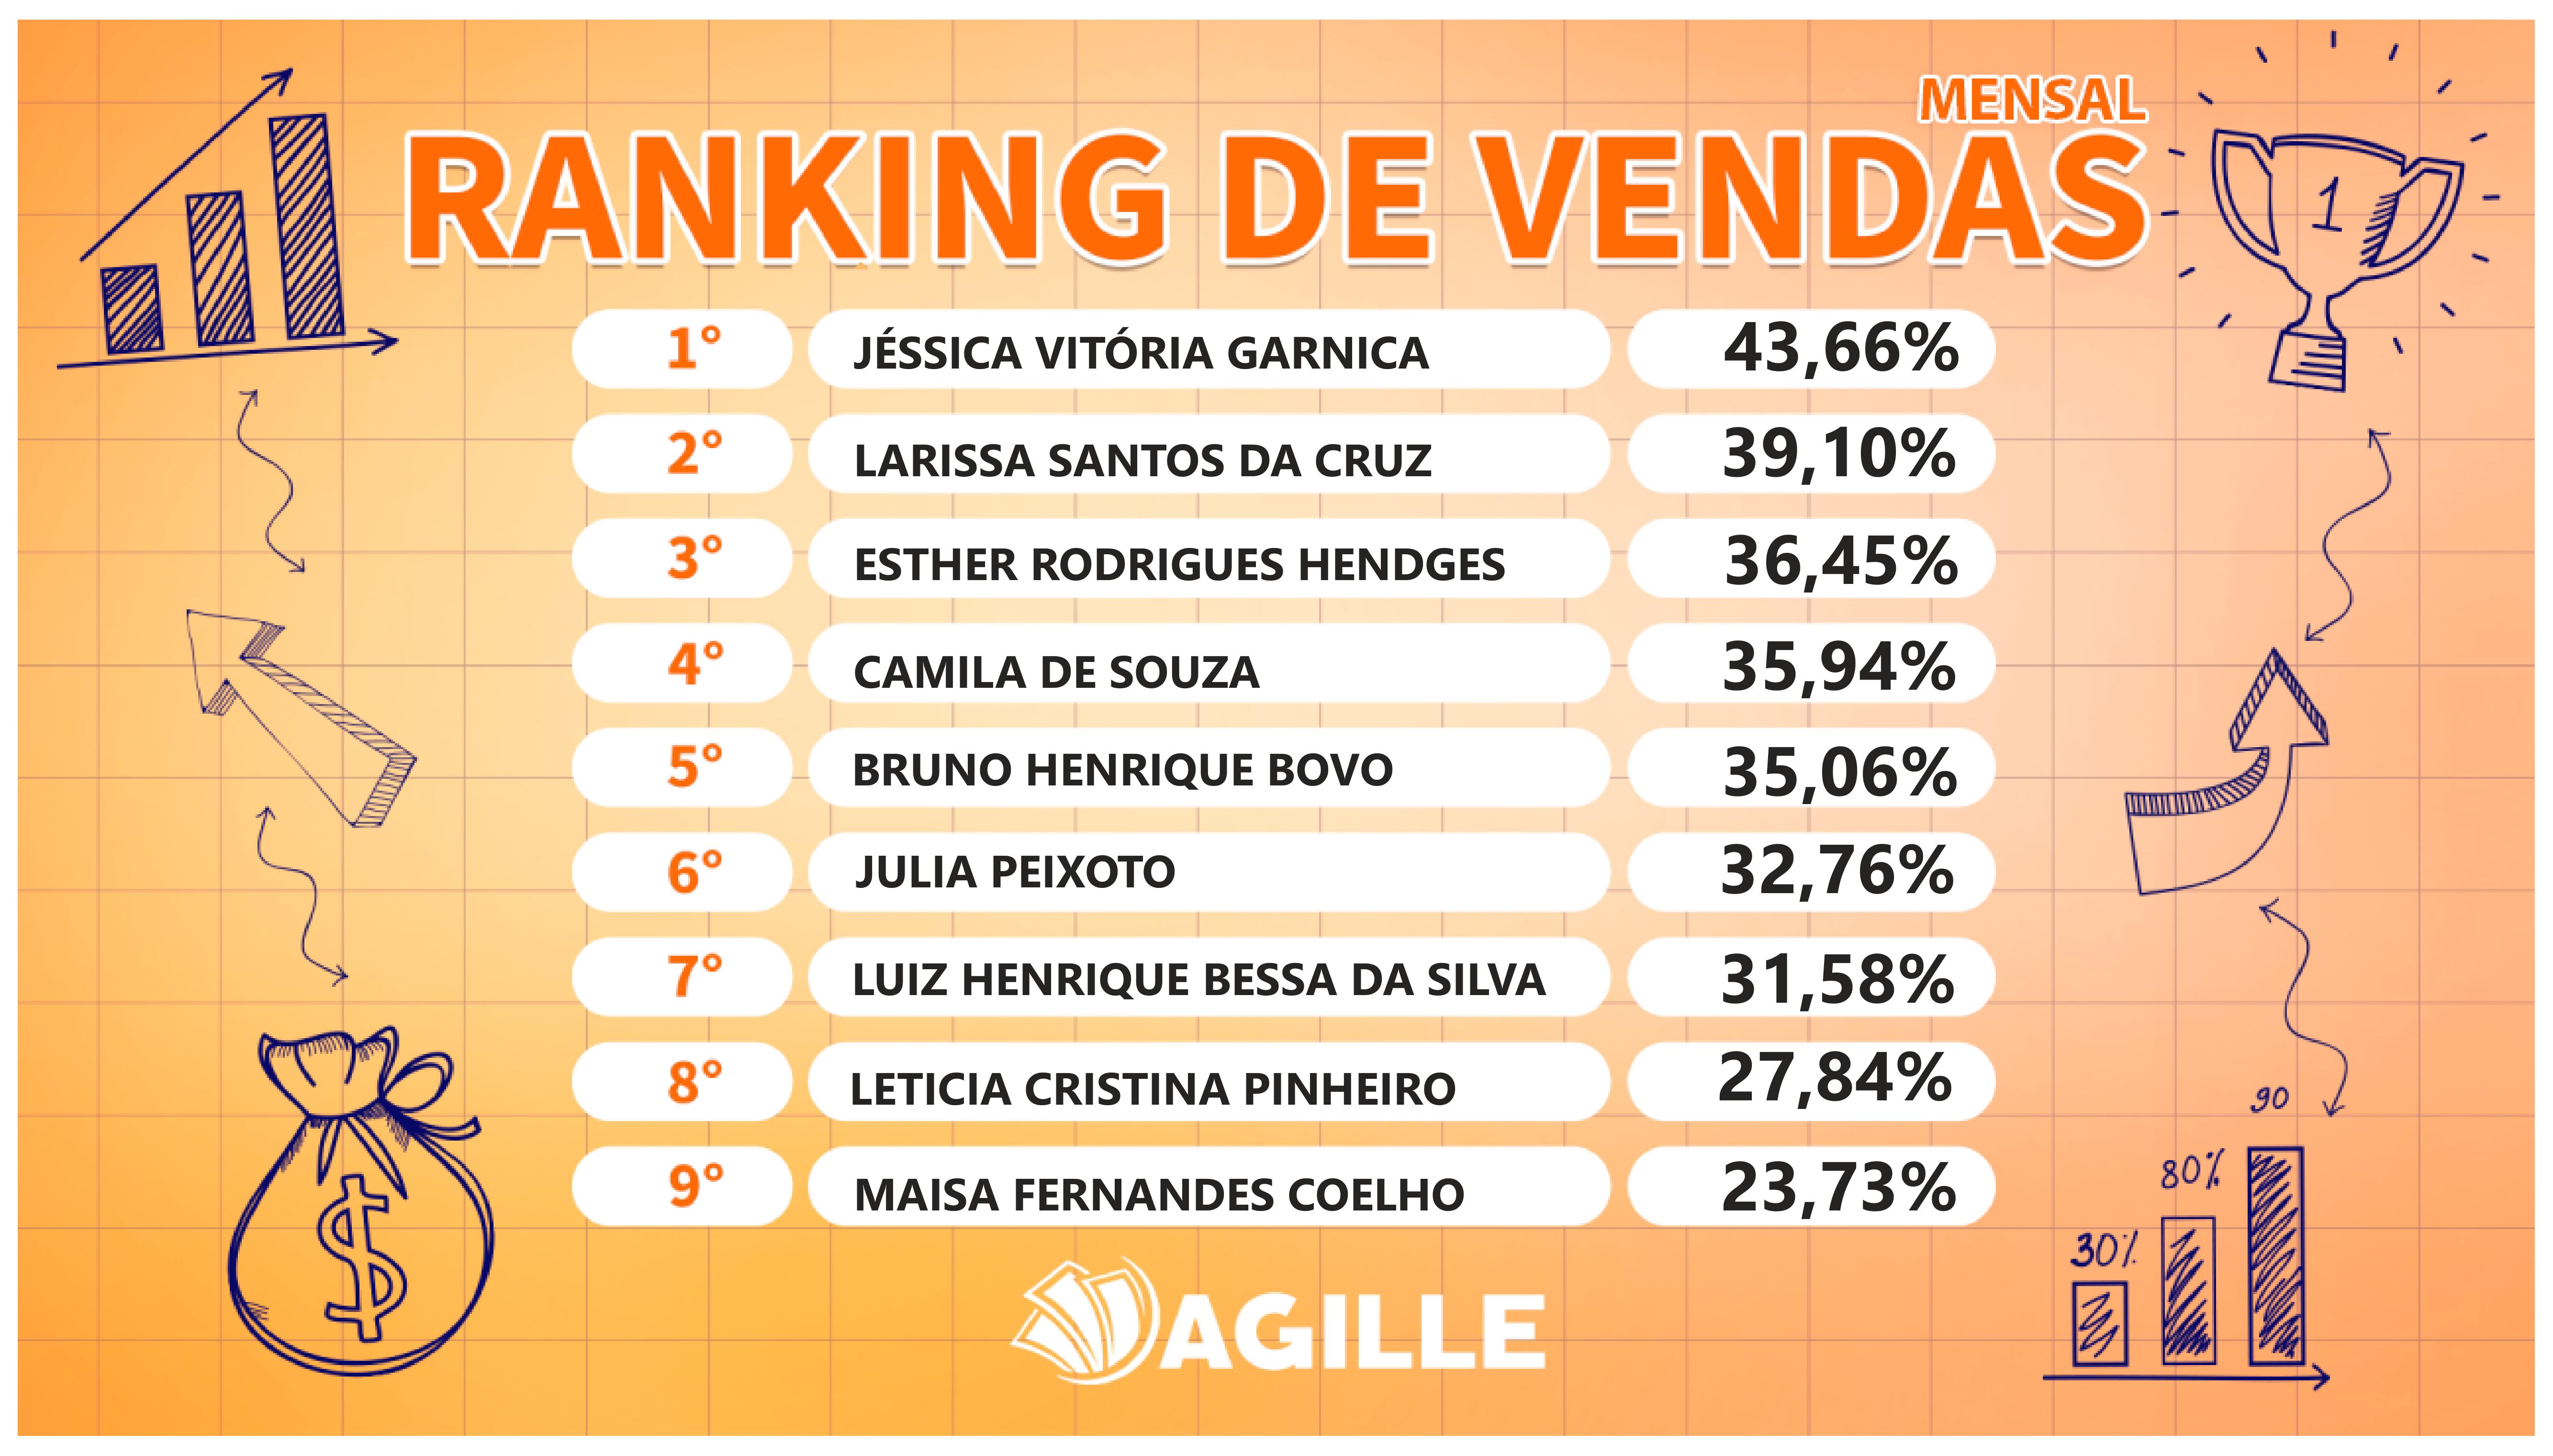 MENSAL
RANKING DE VENDAS
1
1° JÉSSICA VITÓRIA GARNICA 43,66%
2° LARISSA SANTOS DA CRUZ 39,10%
3° ESTHER RODRIGUES HENDGES 36,45%
4° CAMILA DE SOUZA 35,94%
5° BRUNO HENRIQUE BOVO 35,06%
6° JULIA PEIXOTO 32,76%
7° LUIZ HENRIQUE BESSA DA SILVA 31,58%
8° LETICIA CRISTINA PINHEIRO 27,84%
9° MAISA FERNANDES COELHO 23,73%
$
90
80%
30%
AGILLE